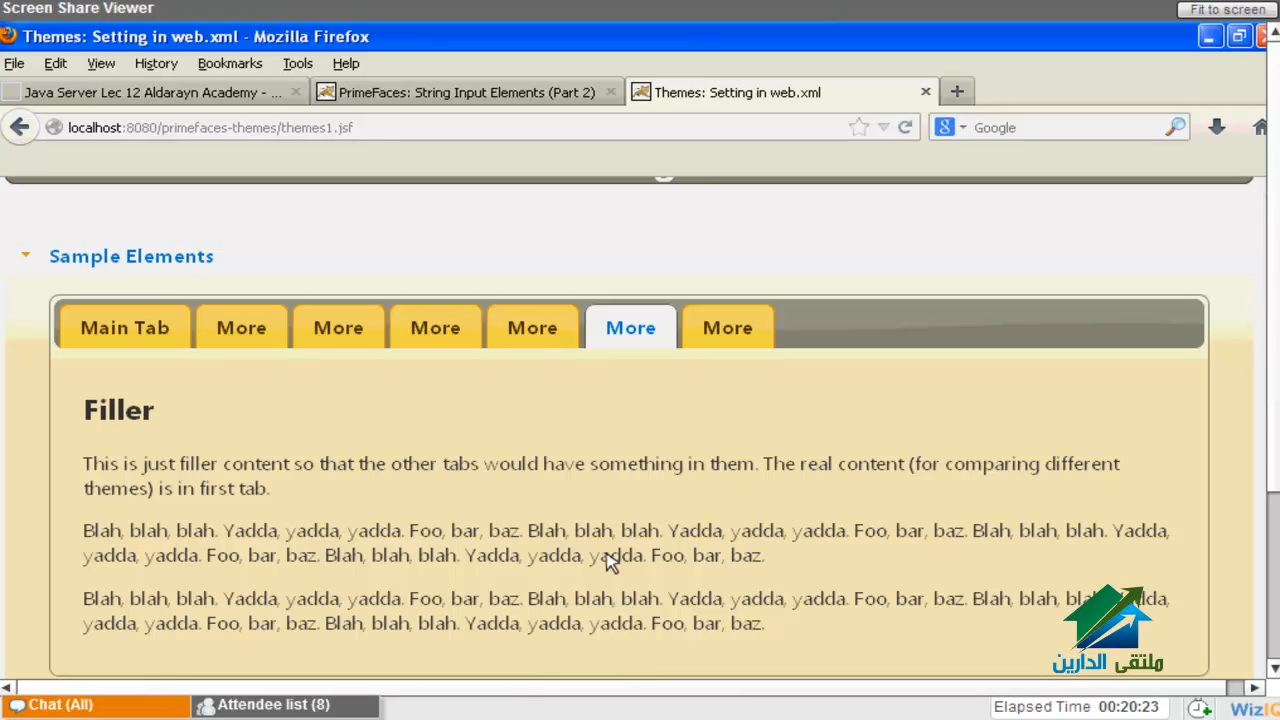 Screen Share Viewer
Fit to screen
Themes: Setting in web.xml - Mozilla Firefox
File Edit View History Bookmarks Tools Help
Java Server Lec 12 Aldarayn Academy - ...
PrimeFaces: String Input Elements (Part 2)
Themes: Setting in web.xml
localhost:8080/primefaces-themes/themes1.jsf
Google
Sample Elements
Main Tab More More More More More More
Filler
This is just filler content so that the other tabs would have something in them. The real content (for comparing different
themes) is in first tab.
Blah, blah, blah. Yadda, yadda, yadda. Foo, bar, baz. Blah, blah, blah. Yadda, yadda, yadda. Foo, bar, baz. Blah, blah, blah. Yadda,
yadda, yadda. Foo, bar, baz. Blah, blah, blah. Yadda, yadda, yadda. Foo, bar, baz.
Blah, blah, blah. Yadda, yadda, yadda. Foo, bar, baz. Blah, blah, blah. Yadda, yadda, yadda. Foo, bar, baz. Blah, blah,
yadda, yadda. Foo, bar, baz. Blah, blah, blah. Yadda, yadda, yadda. Foo, bar, baz.
ملتقى الدارين
Chat (All)
Attendee list (8)
Elapsed Time 00:20:23
WizIQ